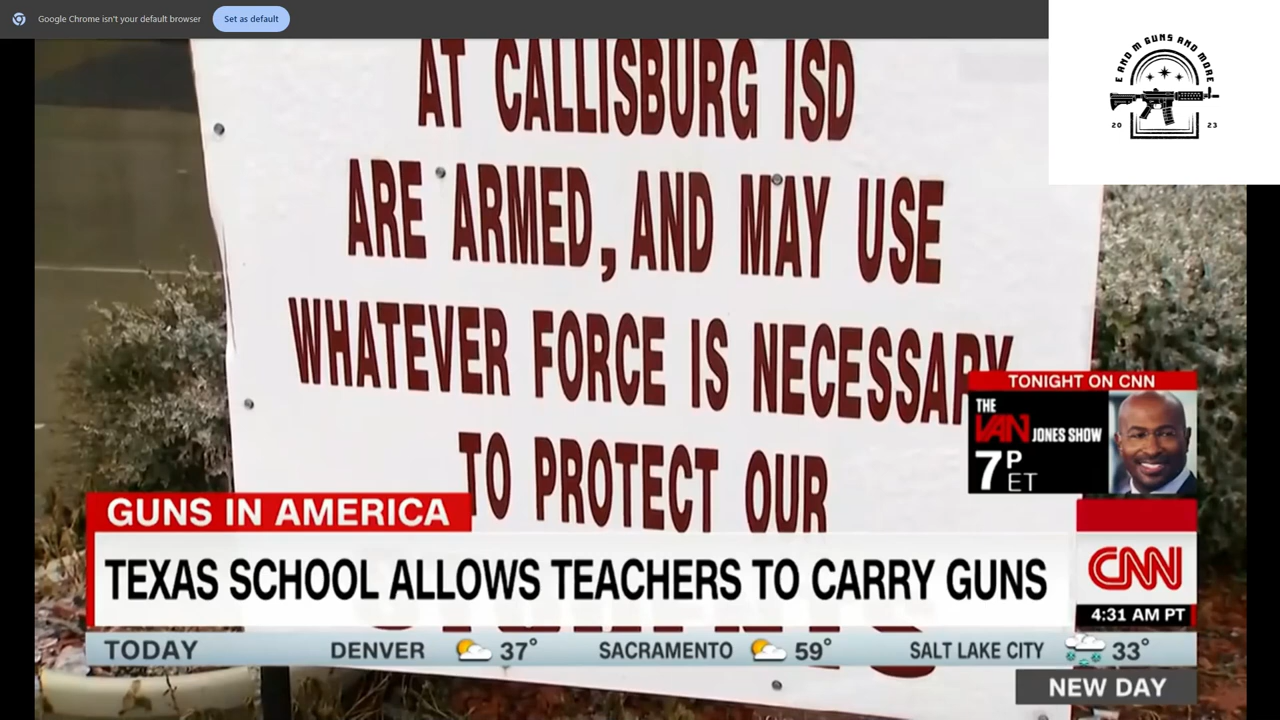 Google Chrome isn't your default browser
Set as default
E AND M GUNS AND MORE
20 23
AT CALLISBURG ISD
ARE ARMED, AND MAY USE
WHATEVER FORCE IS NECESSARY
TO PROTECT OUR
TONIGHT ON CNN
THE
VAN JONES SHOW
7P
ET
GUNS IN AMERICA
TEXAS SCHOOL ALLOWS TEACHERS TO CARRY GUNS
CNN
4:31 AM PT
TODAY DENVER 37° SACRAMENTO 59° SALT LAKE CITY 33°
NEW DAY